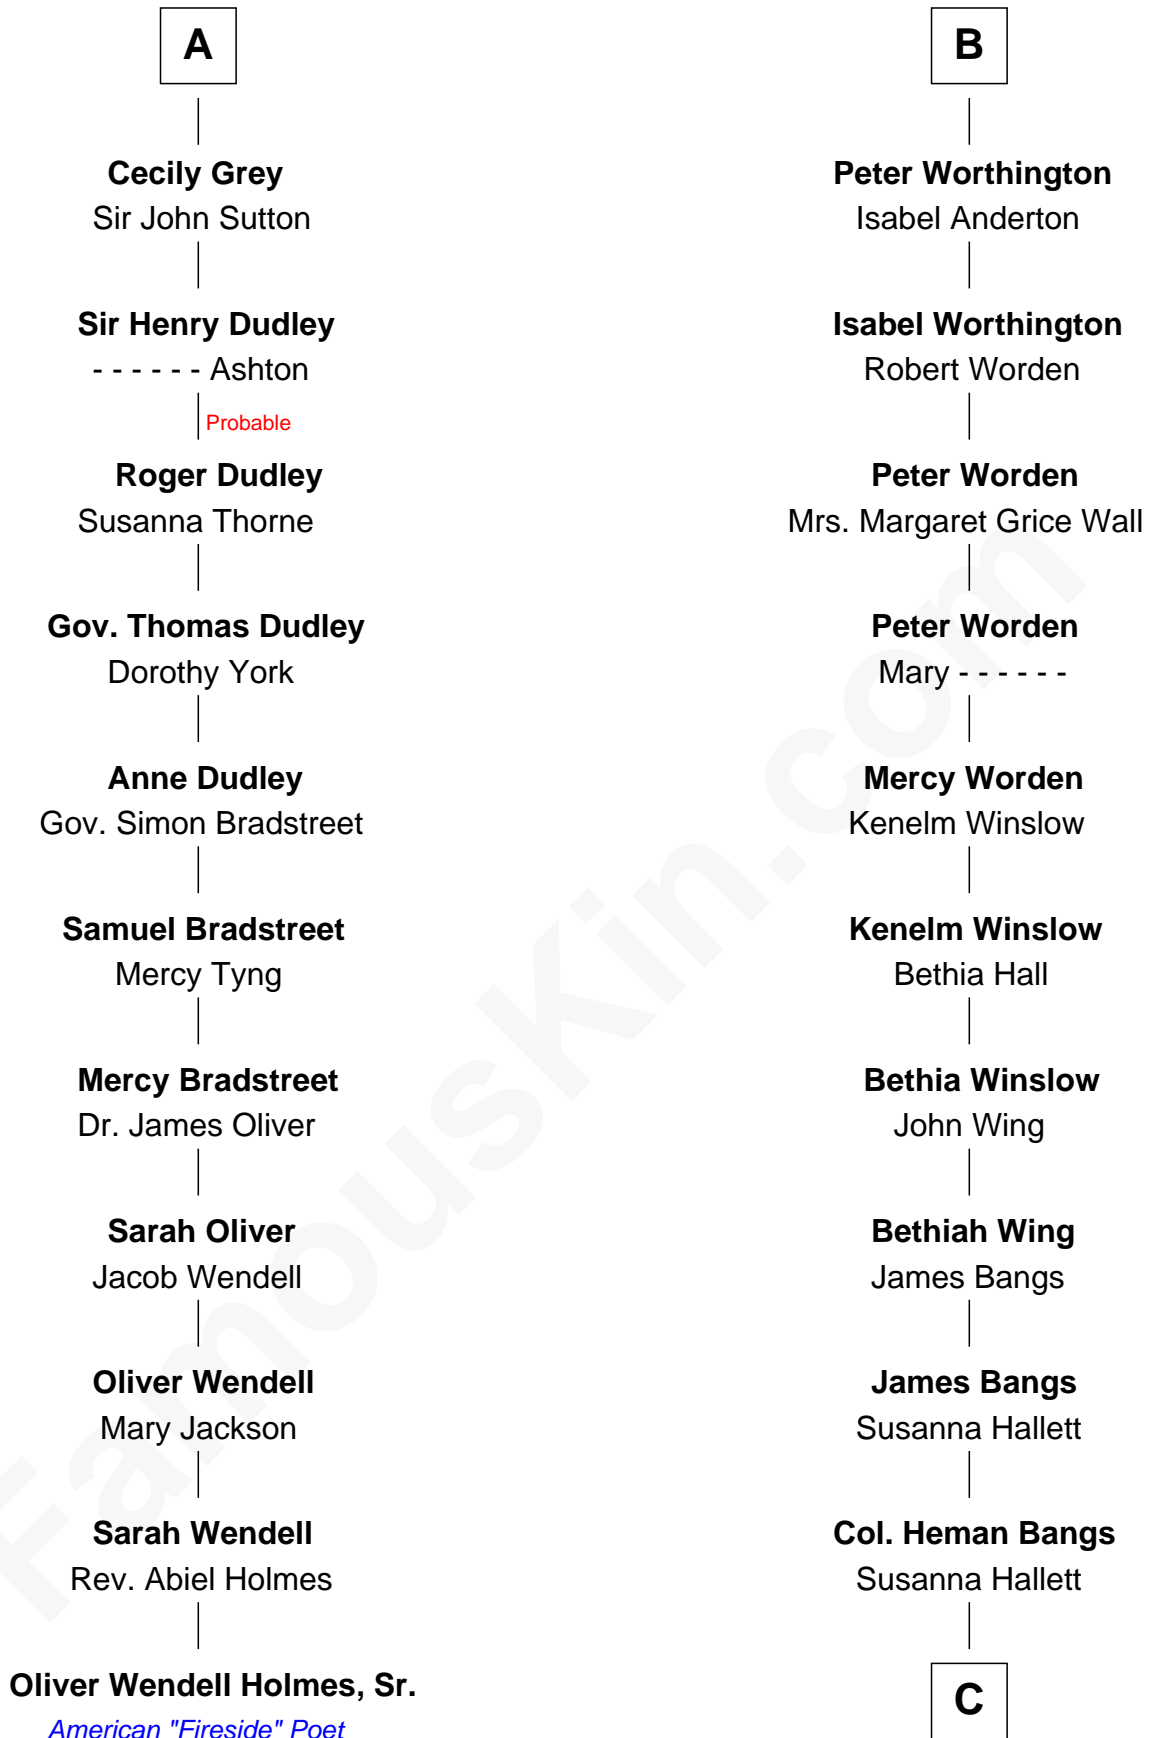 A
Cecily Grey
Sir John Sutton
Sir Henry Dudley
- - - - - - Ashton
Probable
Roger Dudley
Susanna Thorne
Gov. Thomas Dudley
Dorothy York
Anne Dudley
Gov. Simon Bradstreet
Samuel Bradstreet
Mercy Tyng
Mercy Bradstreet
Dr. James Oliver
Sarah Oliver
Jacob Wendell
Oliver Wendell
Mary Jackson
Sarah Wendell
Rev. Abiel Holmes
Oliver Wendell Holmes, Sr.
American "Fireside" Poet
B
Peter Worthington
Isabel Anderton
Isabel Worthington
Robert Worden
Peter Worden
Mrs. Margaret Grice Wall
Peter Worden
Mary - - - - - -
Mercy Worden
Kenelm Winslow
Kenelm Winslow
Bethia Hall
Bethia Winslow
John Wing
Bethiah Wing
James Bangs
James Bangs
Susanna Hallett
Col. Heman Bangs
Susanna Hallett
C
FamousKin.com